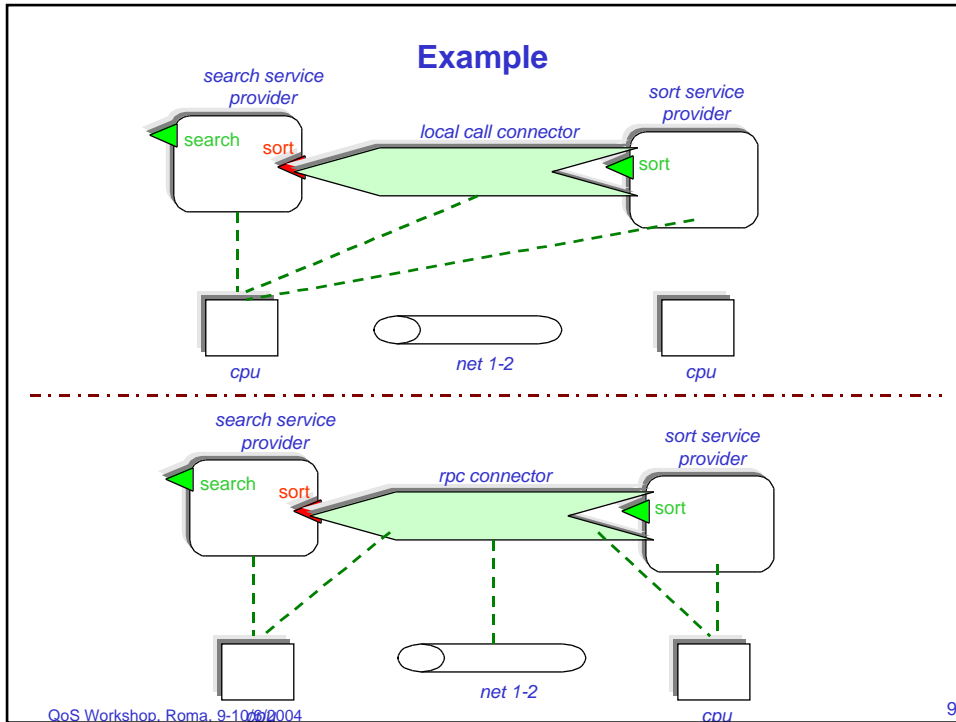 Example
search service
provider
sort service
provider
local call connector
search
sort
sort
cpu
net 1-2
cpu
search service
provider
sort service
provider
rpc connector
search
sort
sort
net 1-2
cpu
cpu
QoS Workshop, Roma, 9-10/6/2004
9